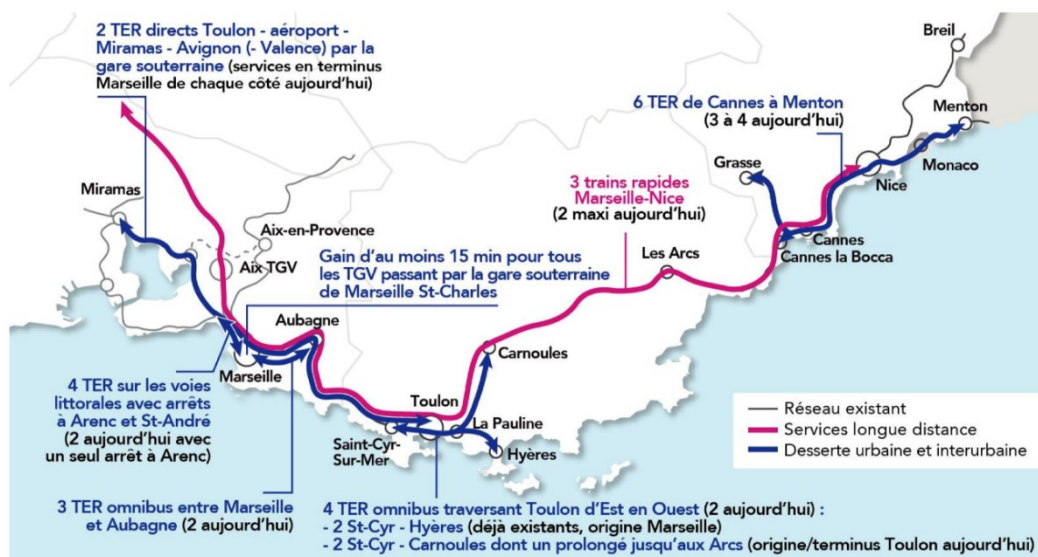 2 TER directs Toulon - aéroport -
Miramas - Avignon (- Valence) par la
gare souterraine (services en terminus
Marseille de chaque côté aujourd'hui)
Breil
6 TER de Cannes à Menton
(3 à 4 aujourd'hui)
Menton
Monaco
Nice
Grasse
Cannes
Cannes la Bocca
3 trains rapides
Marseille-Nice
(2 maxi aujourd'hui)
Les Arcs
Miramas
Aix-en-Provence
Aix TGV
Gain d'au moins 15 min pour tous
les TGV passant par la gare souterraine
de Marseille St-Charles
Aubagne
Marseille
Carnoules
Toulon
La Pauline
Saint-Cyr-
Sur-Mer
Hyères
4 TER sur les voies
littorales avec arrêts
à Arenc et St-André
(2 aujourd'hui avec
un seul arrêt à Arenc)
Réseau existant
Services longue distance
Desserte urbaine et interurbaine
3 TER omnibus entre Marseille
et Aubagne (2 aujourd'hui)
4 TER omnibus traversant Toulon d'Est en Ouest (2 aujourd'hui) :
- 2 St-Cyr - Hyères (déjà existants, origine Marseille)
- 2 St-Cyr - Carnoules dont un prolongé jusqu'aux Arcs (origine/terminus Toulon aujourd'hui)